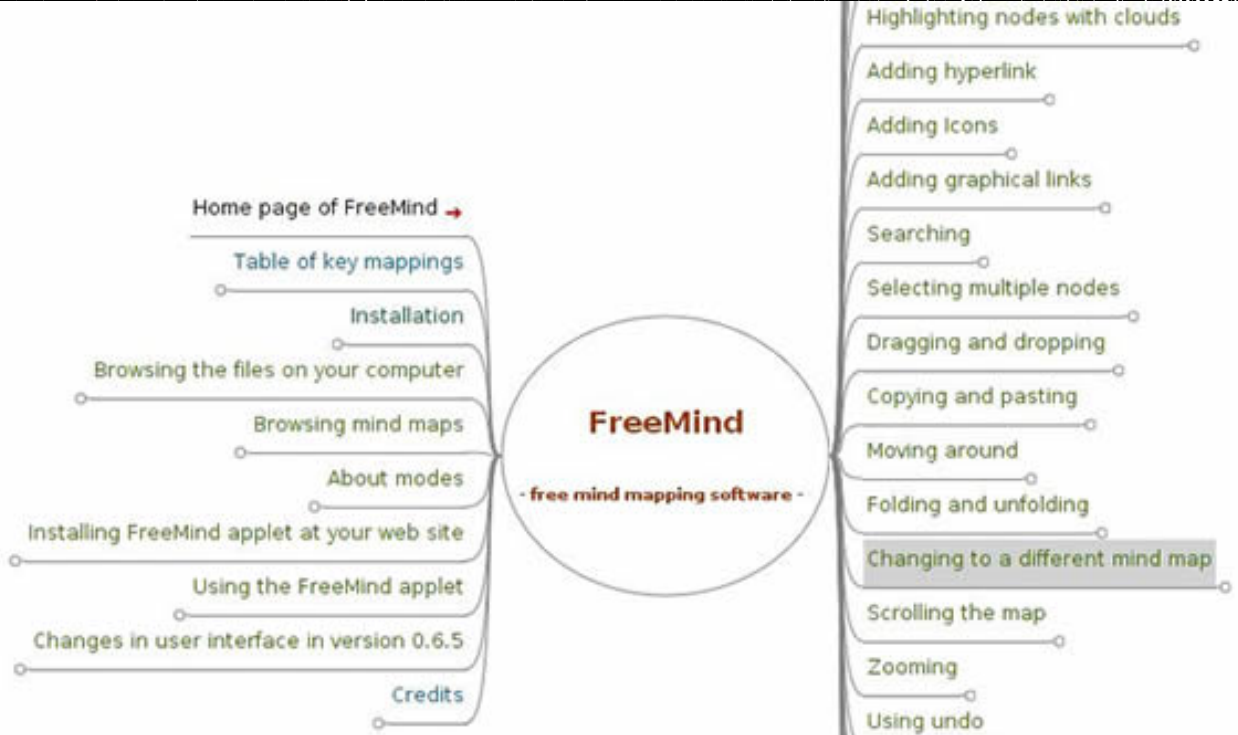 Home page of FreeMind
Table of key mappings
Installation
Browsing the files on your computer
Browsing mind maps
About modes
Installing FreeMind applet at your web site
Using the FreeMind applet
Changes in user interface in version 0.6.5
Credits
FreeMind
- free mind mapping software -
Highlighting nodes with clouds
Adding hyperlink
Adding Icons
Adding graphical links
Searching
Selecting multiple nodes
Dragging and dropping
Copying and pasting
Moving around
Folding and unfolding
Changing to a different mind map
Scrolling the map
Zooming
Using undo